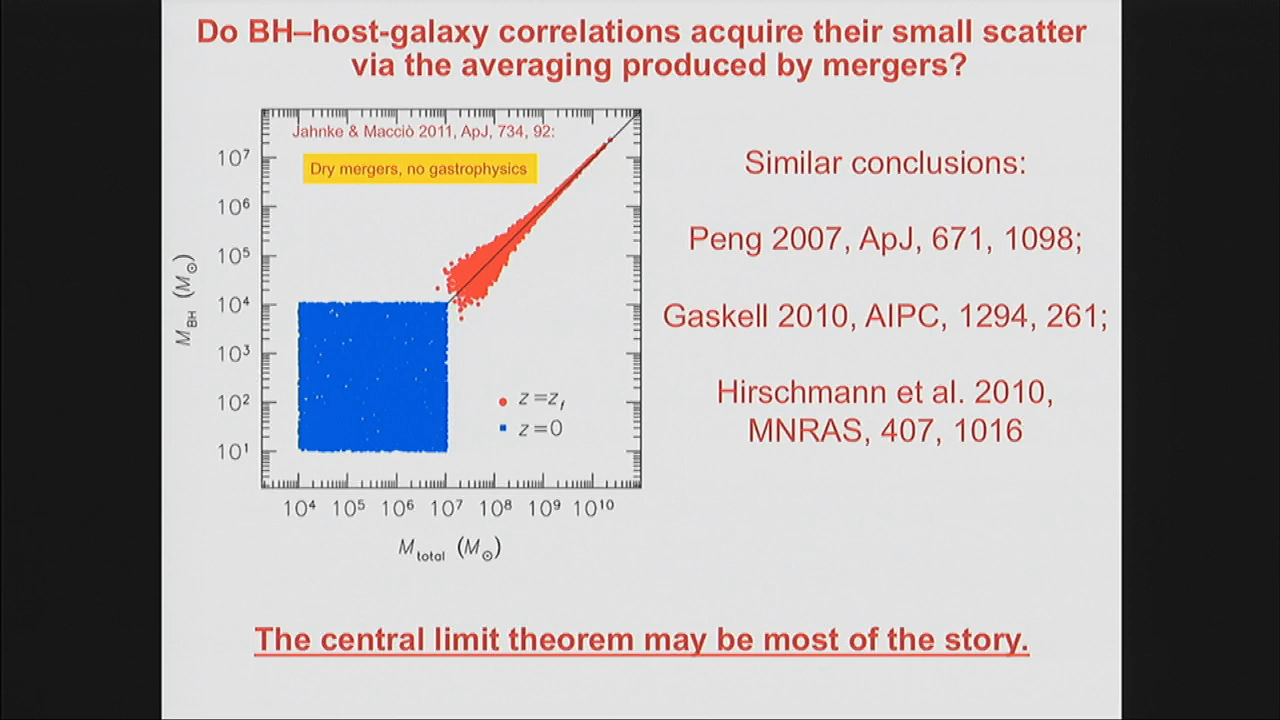 Do BH–host-galaxy correlations acquire their small scatter
via the averaging produced by mergers?
Jahnke & Macciò 2011, ApJ, 734, 92:
Dry mergers, no gastrophysics
10⁷
10⁶
10⁵
10⁴
10³
10²
10¹
M_BH (M_⊙)
z=z_f
z=0
10⁴ 10⁵ 10⁶ 10⁷ 10⁸ 10⁹ 10¹⁰
M_total (M_⊙)
Similar conclusions:
Peng 2007, ApJ, 671, 1098;
Gaskell 2010, AIPC, 1294, 261;
Hirschmann et al. 2010,
MNRAS, 407, 1016
The central limit theorem may be most of the story.